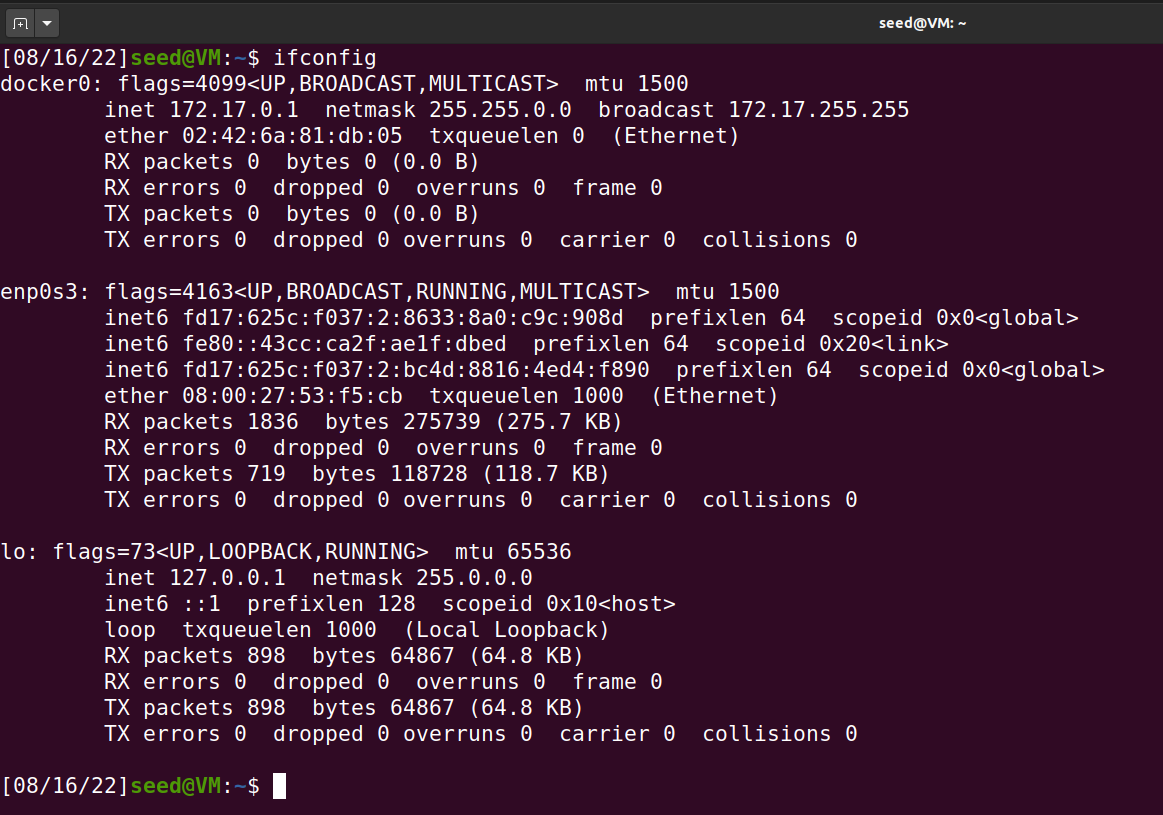 seed@VM: ~
[08/16/22]seed@VM:~$ ifconfig
docker0: flags=4099<UP,BROADCAST,MULTICAST>  mtu 1500
        inet 172.17.0.1  netmask 255.255.0.0  broadcast 172.17.255.255
        ether 02:42:6a:81:db:05  txqueuelen 0  (Ethernet)
        RX packets 0  bytes 0 (0.0 B)
        RX errors 0  dropped 0  overruns 0  frame 0
        TX packets 0  bytes 0 (0.0 B)
        TX errors 0  dropped 0 overruns 0  carrier 0  collisions 0

enp0s3: flags=4163<UP,BROADCAST,RUNNING,MULTICAST>  mtu 1500
        inet6 fd17:625c:f037:2:8633:8a0:c9c:908d  prefixlen 64  scopeid 0x0<global>
        inet6 fe80::43cc:ca2f:ae1f:dbed  prefixlen 64  scopeid 0x20<link>
        inet6 fd17:625c:f037:2:bc4d:8816:4ed4:f890  prefixlen 64  scopeid 0x0<global>
        ether 08:00:27:53:f5:cb  txqueuelen 1000  (Ethernet)
        RX packets 1836  bytes 275739 (275.7 KB)
        RX errors 0  dropped 0  overruns 0  frame 0
        TX packets 719  bytes 118728 (118.7 KB)
        TX errors 0  dropped 0 overruns 0  carrier 0  collisions 0

lo: flags=73<UP,LOOPBACK,RUNNING>  mtu 65536
        inet 127.0.0.1  netmask 255.0.0.0
        inet6 ::1  prefixlen 128  scopeid 0x10<host>
        loop  txqueuelen 1000  (Local Loopback)
        RX packets 898  bytes 64867 (64.8 KB)
        RX errors 0  dropped 0  overruns 0  frame 0
        TX packets 898  bytes 64867 (64.8 KB)
        TX errors 0  dropped 0 overruns 0  carrier 0  collisions 0

[08/16/22]seed@VM:~$